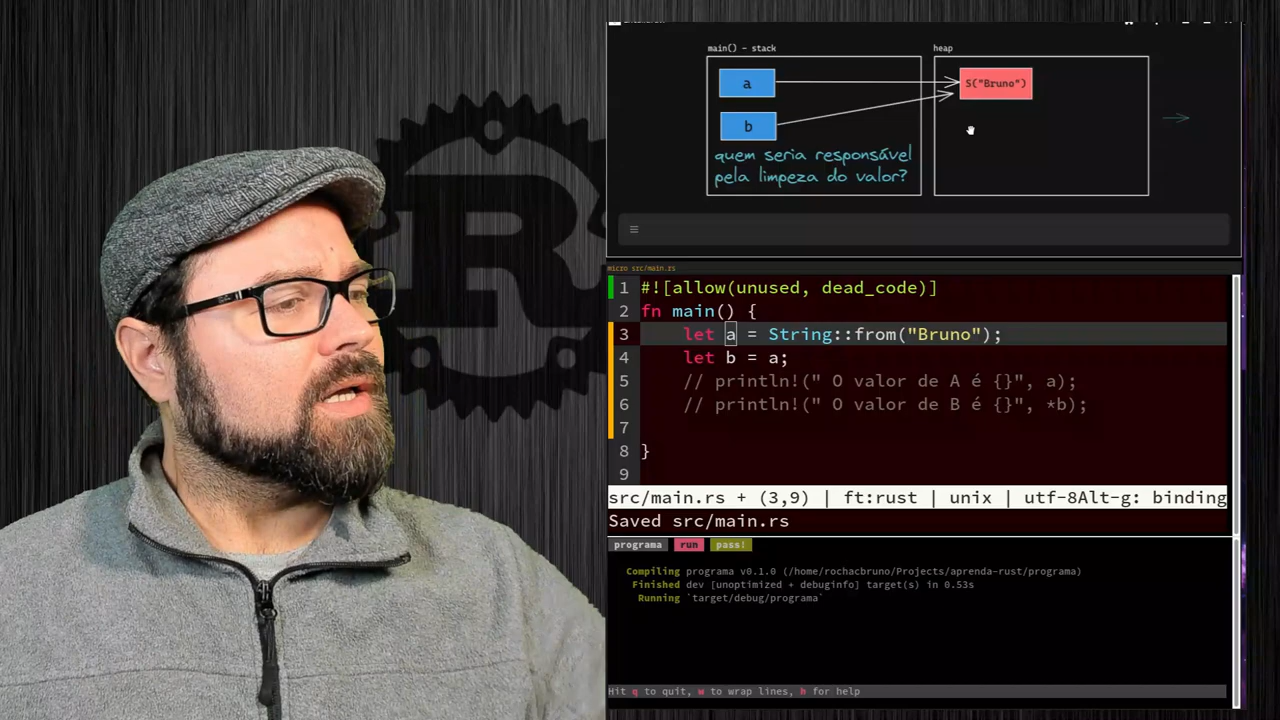 main() - stack
heap
a
S("Bruno")
b
quem seria responsável
pela limpeza do valor?
R
micro src/main.rs
1 #![allow(unused, dead_code)]
2 fn main() {
3 let a = String::from("Bruno");
4 let b = a;
5 // println!(" O valor de A é {}", a);
6 // println!(" O valor de B é {}", *b);
7
8 }
9
src/main.rs + (3,9) | ft:rust | unix | utf-8Alt-g: binding
Saved src/main.rs
programa run pass!
Compiling programa v0.1.0 (/home/rochacbruno/Projects/aprenda-rust/programa)
Finished dev [unoptimized + debuginfo] target(s) in 0.53s
Running `target/debug/programa`
Hit q to quit, w to wrap lines, h for help